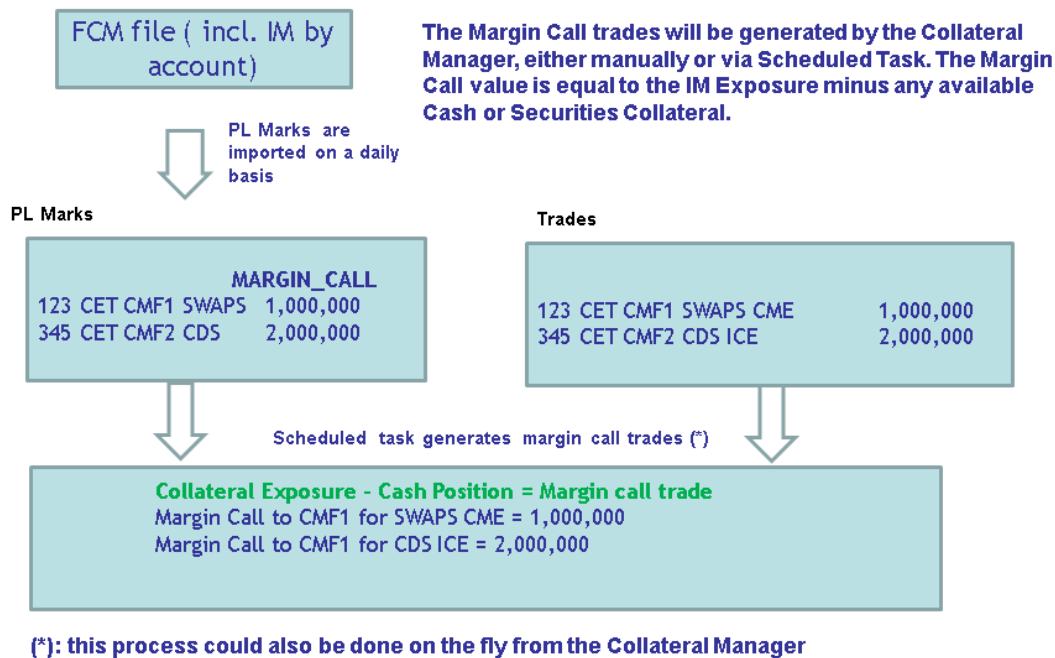 FCM file ( incl. IM by
account)
The Margin Call trades will be generated by the Collateral
Manager, either manually or via Scheduled Task. The Margin
Call value is equal to the IM Exposure minus any available
Cash or Securities Collateral.
PL Marks are
imported on a daily
basis
PL Marks
MARGIN_CALL
123 CET CMF1 SWAPS 1,000,000
345 CET CMF2 CDS 2,000,000
Trades
123 CET CMF1 SWAPS CME 1,000,000
345 CET CMF2 CDS ICE 2,000,000
Scheduled task generates margin call trades (*)
Collateral Exposure - Cash Position = Margin call trade
Margin Call to CMF1 for SWAPS CME = 1,000,000
Margin Call to CMF1 for CDS ICE = 2,000,000
(*): this process could also be done on the fly from the Collateral Manager